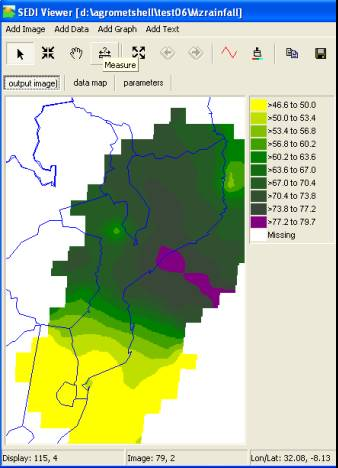 SEDI Viewer [d:\agrometshell\test06\Mzrainfall]
Add Image Add Data Add Graph Add Text
Measure
output image data map parameters
>46.6 to 50.0
>50.0 to 53.4
>53.4 to 56.8
>56.8 to 60.2
>60.2 to 63.6
>63.6 to 67.0
>67.0 to 70.4
>70.4 to 73.8
>73.8 to 77.2
>77.2 to 79.7
Missing
Display: 115, 4 Image: 79, 2 Lon/Lat: 32.08, -8.13